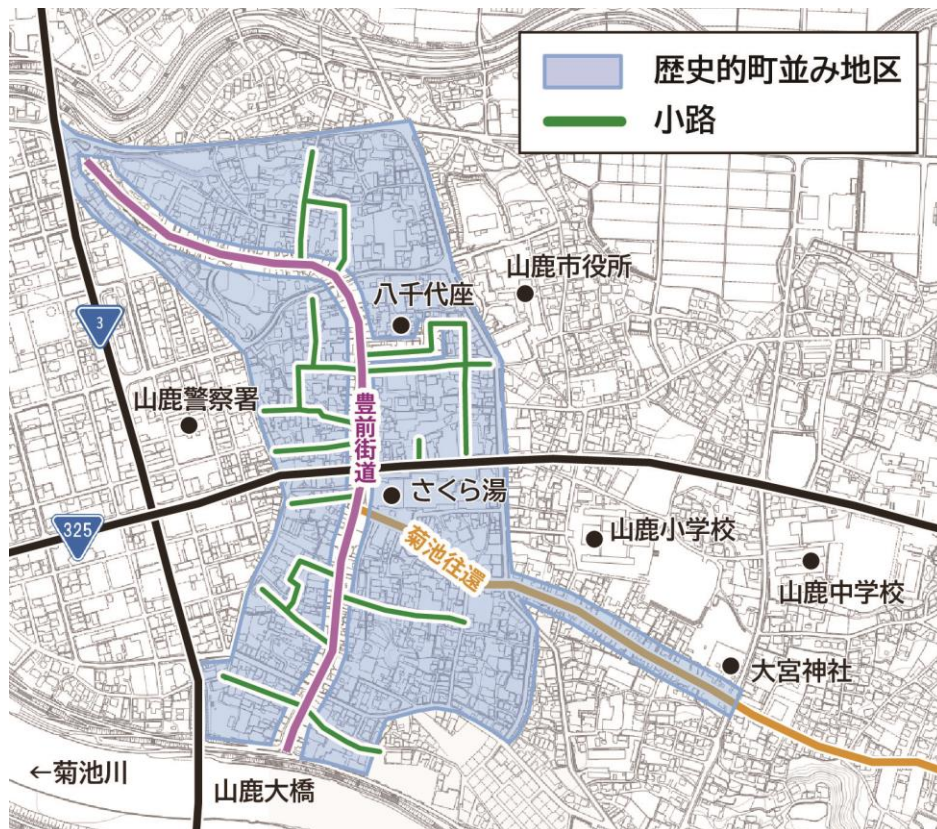 歴史的町並み地区
小路
山鹿市役所
八千代座
3
山鹿警察署
豊前街道
さくら湯
325
菊池往還
山鹿小学校
山鹿中学校
大宮神社
←菊池川
山鹿大橋